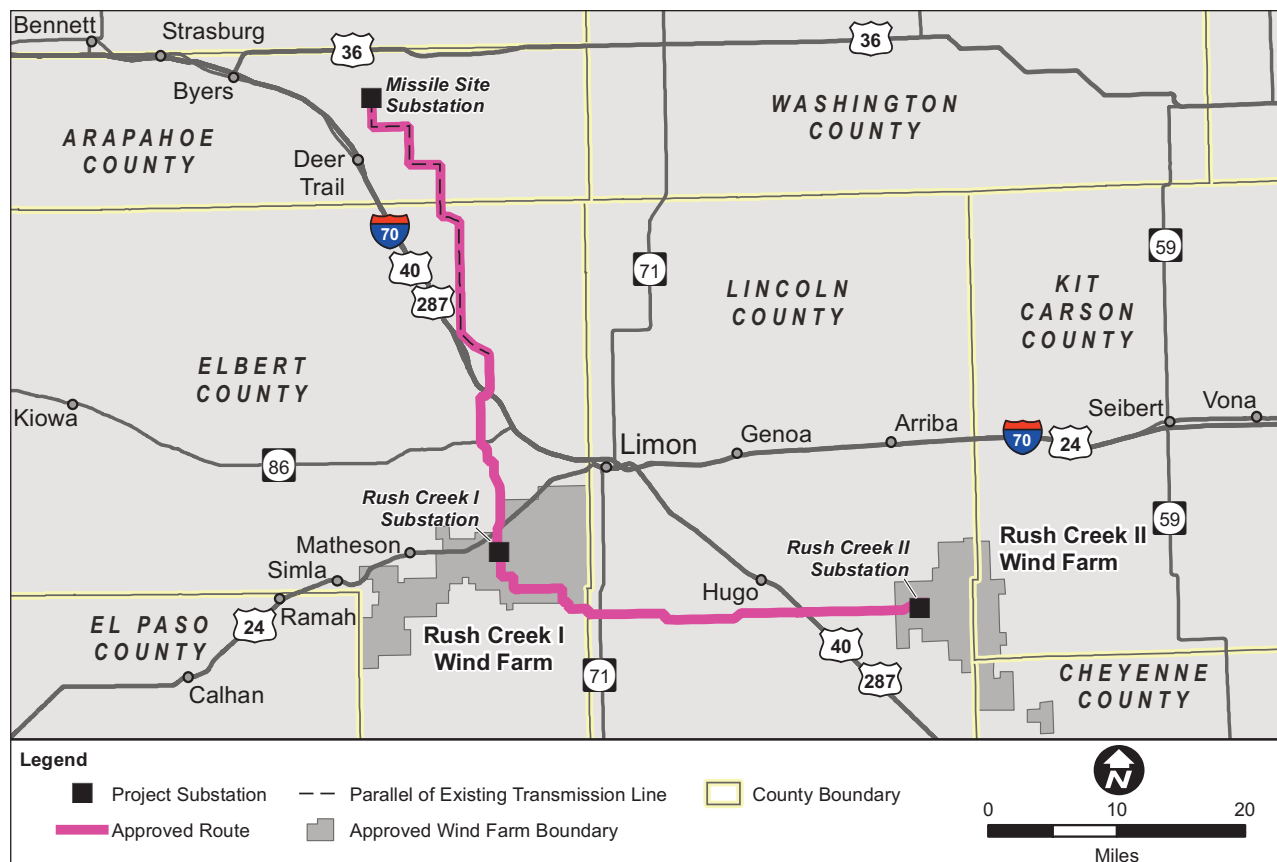 Bennett
Strasburg
36
36
Byers
Missile Site
Substation
WASHINGTON
COUNTY
ARAPAHOE
COUNTY
Deer
Trail
70
40
287
71
59
LINCOLN
COUNTY
KIT
CARSON
COUNTY
ELBERT
COUNTY
Kiowa
86
Limon
Genoa
Arriba
70
24
Seibert
Vona
Rush Creek I
Substation
59
Matheson
Simla
Ramah
Rush Creek II
Substation
Rush Creek II
Wind Farm
Hugo
EL PASO
COUNTY
24
Calhan
Rush Creek I
Wind Farm
71
40
287
CHEYENNE
COUNTY
Legend
Project Substation
Parallel of Existing Transmission Line
County Boundary
Approved Route
Approved Wind Farm Boundary
N
0 10 20
Miles